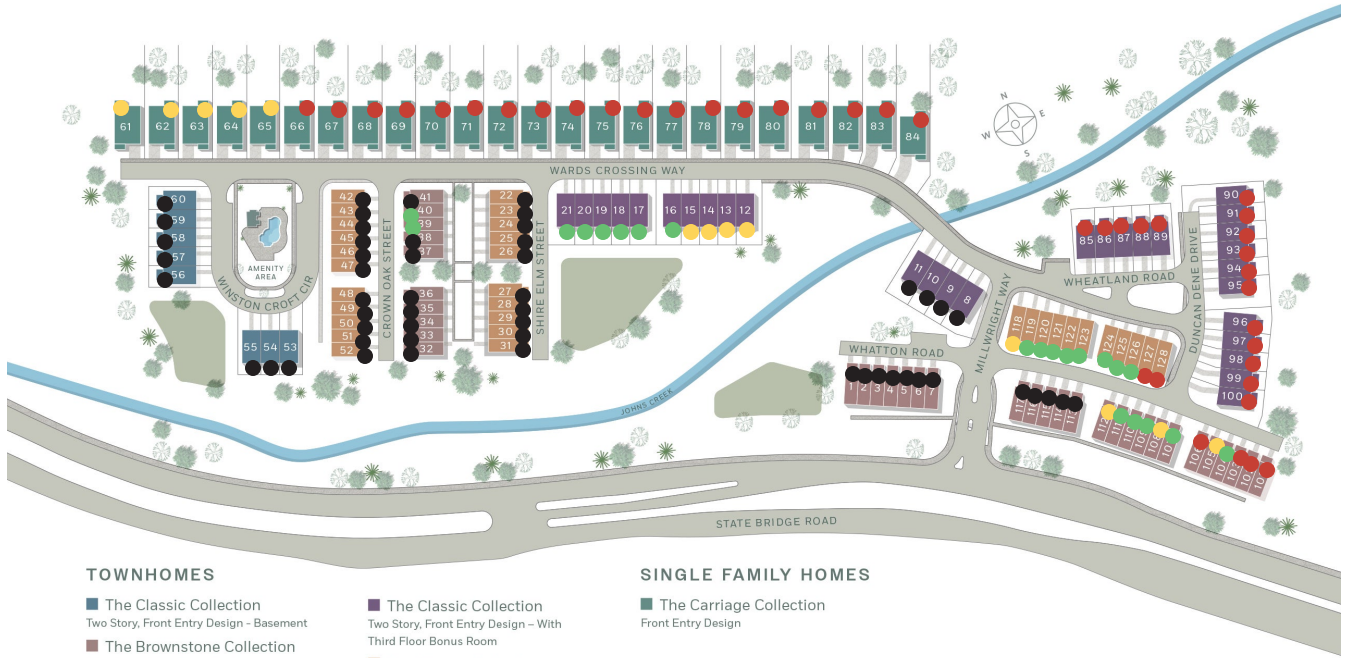 N
E
S
W
61 62 63 64 65 66 67 68 69 70 71 72 73 74 75 76 77 78 79 80 81 82 83 84
WARDS CROSSING WAY
60
59
58
57
56
AMENITY
AREA
WINSTON CROFT CIR
55 54 53
42
43
44
45
46
47
48
49
50
51
52
CROWN OAK STREET
41
40
39
38
37
36
35
34
33
32
22
23
24
25
26
27
28
29
30
31
SHIRE ELM STREET
21 20 19 18 17
16 15 14 13 12
11 10 9 8
85 86 87 88 89
90
91
92
93
94
95
96
97
98
99
100
WHEATLAND ROAD
DUNCAN DENE DRIVE
MILLWRIGHT WAY
118 119 120 121 122 123
124 125 126 127 128
WHATTON ROAD
1 2 3 4 5 6 7
JOHNS CREEK
STATE BRIDGE ROAD
TOWNHOMES
The Classic Collection
Two Story, Front Entry Design - Basement
The Brownstone Collection
The Classic Collection
Two Story, Front Entry Design – With
Third Floor Bonus Room
SINGLE FAMILY HOMES
The Carriage Collection
Front Entry Design